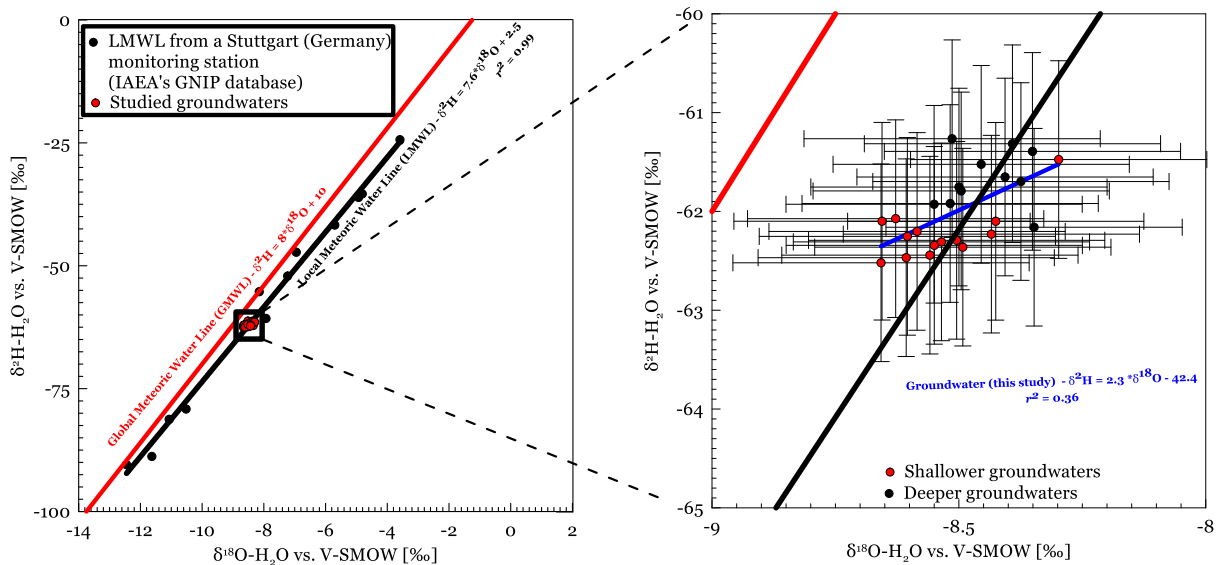 LMWL from a Stuttgart (Germany)
monitoring station
(IAEA's GNIP database)
Studied groundwaters
Global Meteoric Water Line (GMWL) - δ²H = 8*δ¹⁸O + 10
Local Meteoric Water Line (LMWL) - δ²H = 7.6*δ¹⁸O + 2.5
r² = 0.99
0
-25
-50
-75
-100
-14
-12
-10
-8
-6
-4
-2
0
2
δ²H-H₂O vs. V-SMOW [‰]
δ¹⁸O-H₂O vs. V-SMOW [‰]
-60
-61
-62
-63
-64
-65
-9
-8.5
-8
δ²H-H₂O vs. V-SMOW [‰]
Groundwater (this study) - δ²H = 2.3 *δ¹⁸O - 42.4
r² = 0.36
Shallower groundwaters
Deeper groundwaters
δ¹⁸O-H₂O vs. V-SMOW [‰]